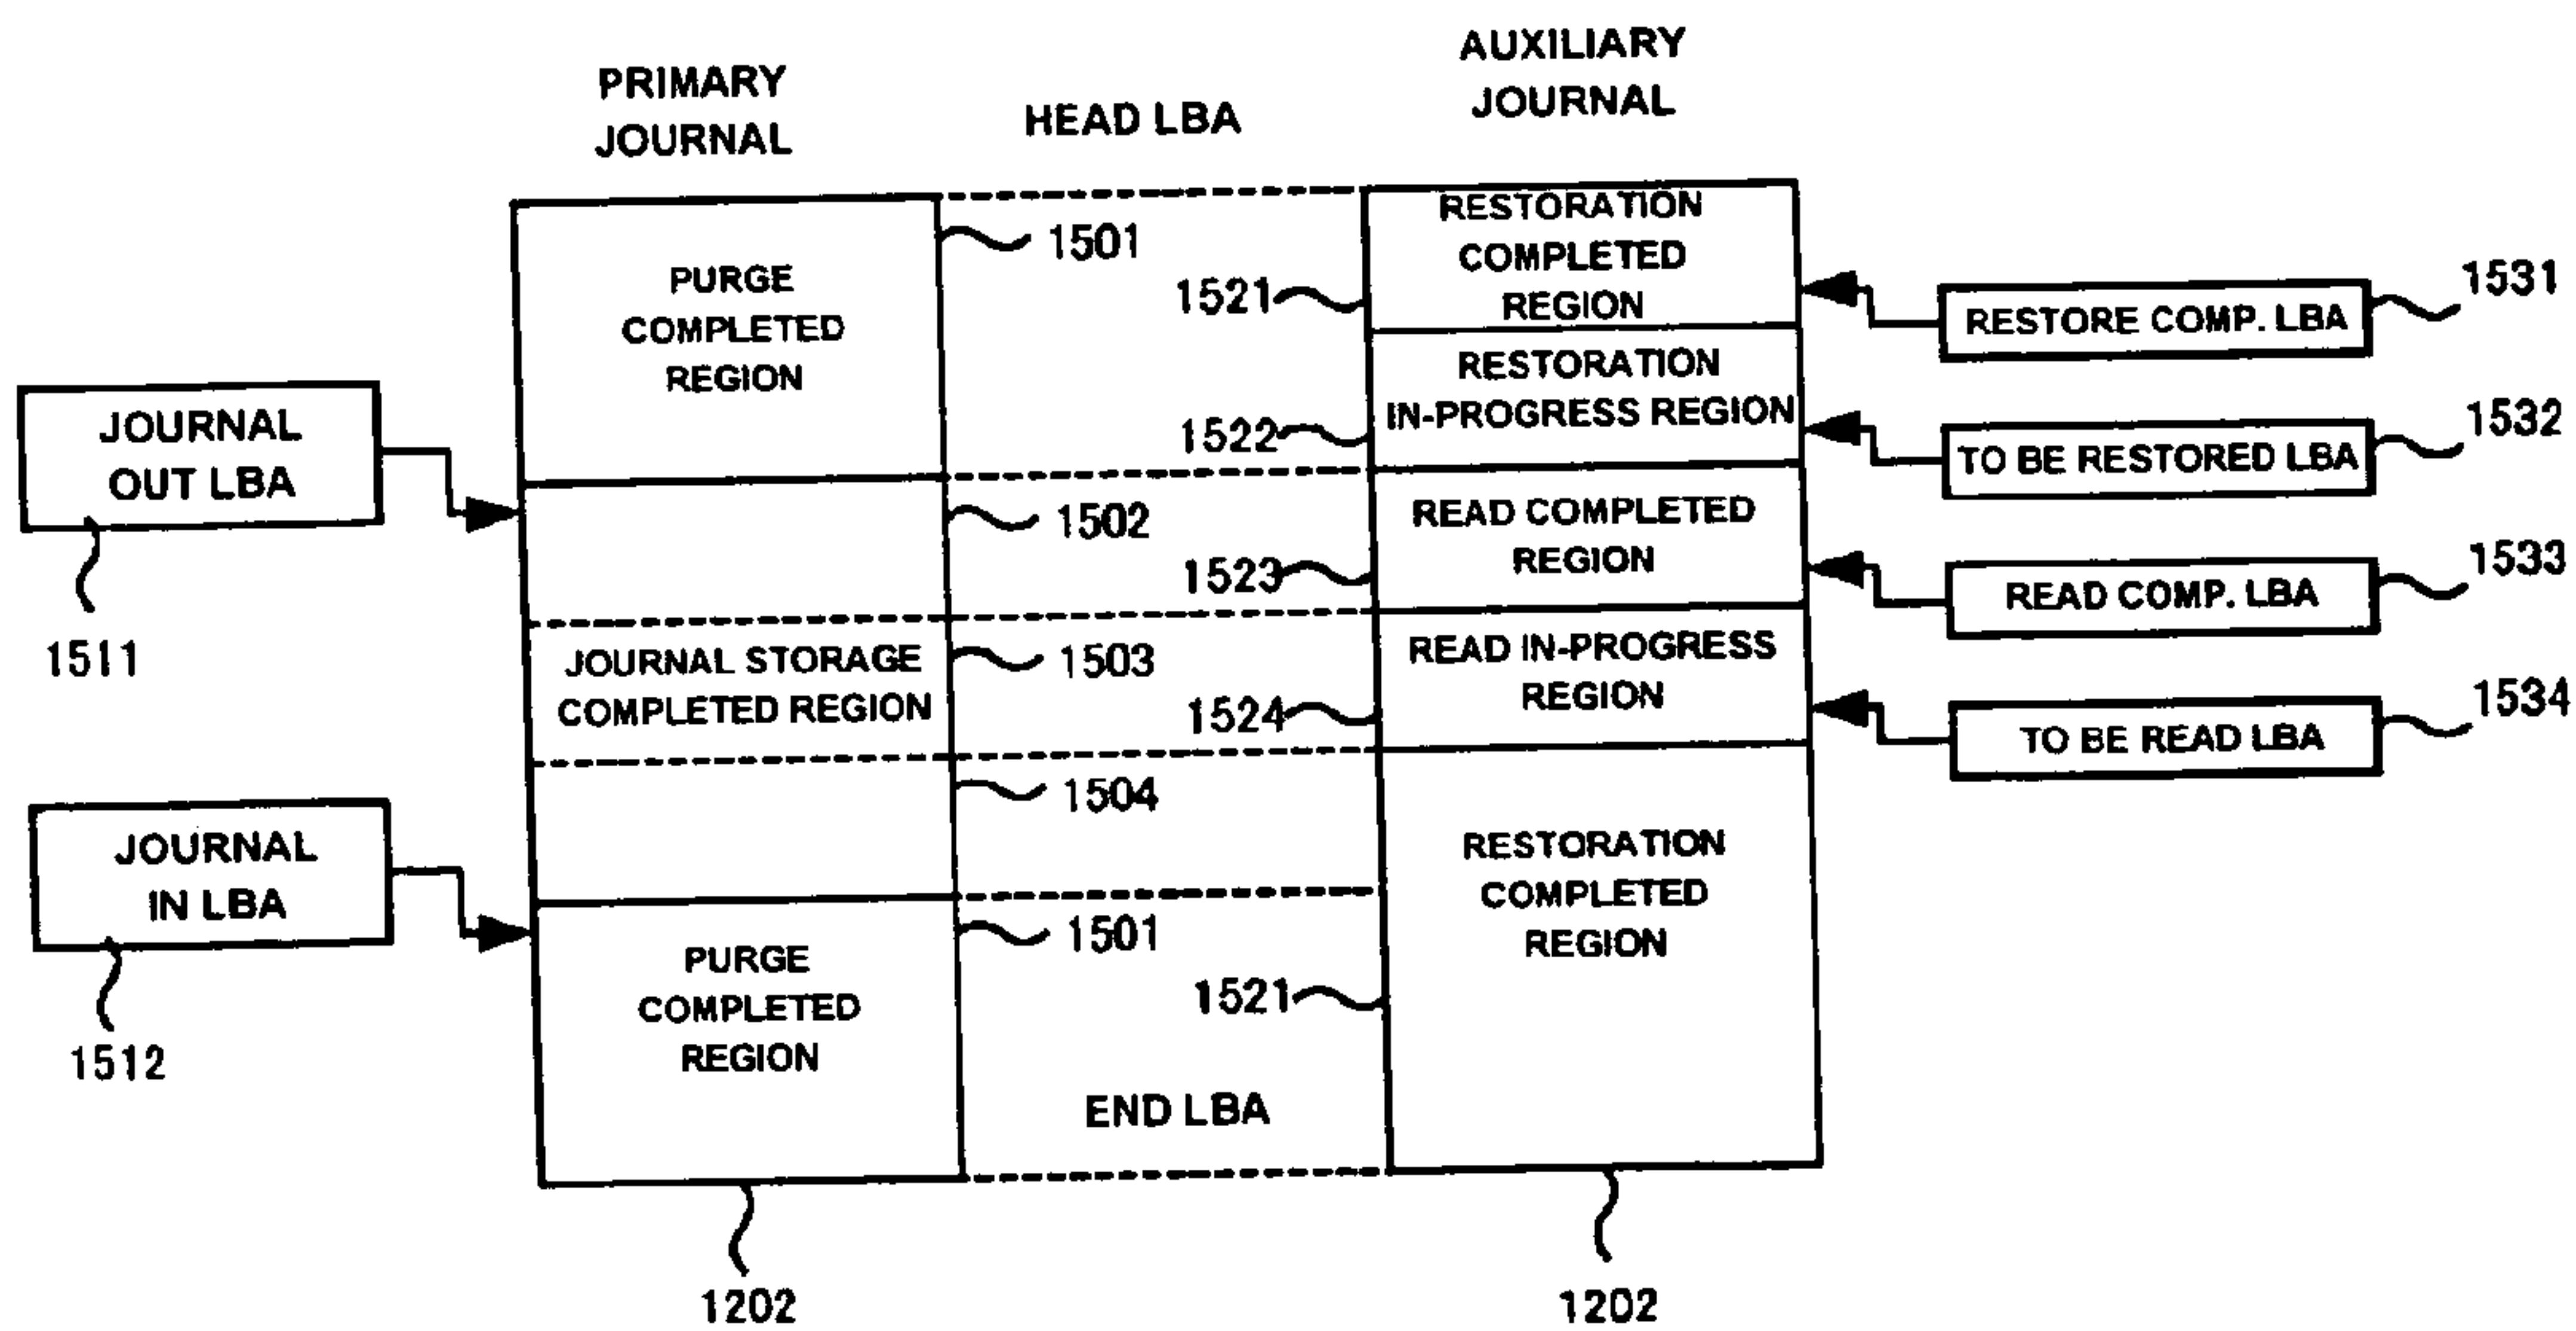 PRIMARY
JOURNAL
HEAD LBA
AUXILIARY
JOURNAL
PURGE
COMPLETED
REGION
1501
1502
JOURNAL STORAGE
COMPLETED REGION
1503
1504
PURGE
COMPLETED
REGION
1501
END LBA
1202
JOURNAL
OUT LBA
1511
JOURNAL
IN LBA
1512
RESTORATION
COMPLETED
REGION
1521
RESTORATION
IN-PROGRESS REGION
1522
READ COMPLETED
REGION
1523
READ IN-PROGRESS
REGION
1524
RESTORATION
COMPLETED
REGION
1521
1202
RESTORE COMP. LBA
1531
TO BE RESTORED LBA
1532
READ COMP. LBA
1533
TO BE READ LBA
1534